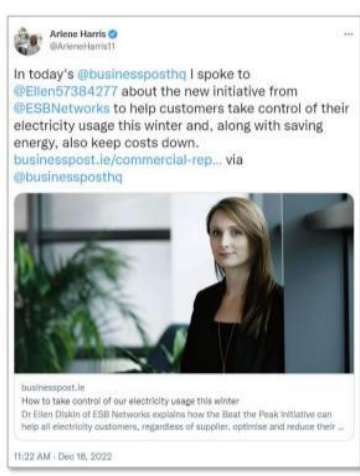 Arlene Harris
@ArleneHarris11
In today's @businessposthq I spoke to
@Ellen57384277 about the new initiative from
@ESBNetworks to help customers take control of their
electricity usage this winter and, along with saving
energy, also keep costs down.
businesspost.ie/commercial-rep... via
@businessposthq
businesspost.ie
How to take control of our electricity usage this winter
Dr Ellen Diskin of ESB Networks explains how the Beat the Peak initiative can
help all electricity customers, regardless of supplier, optimise and reduce their ...
11:22 AM · Dec 18, 2022